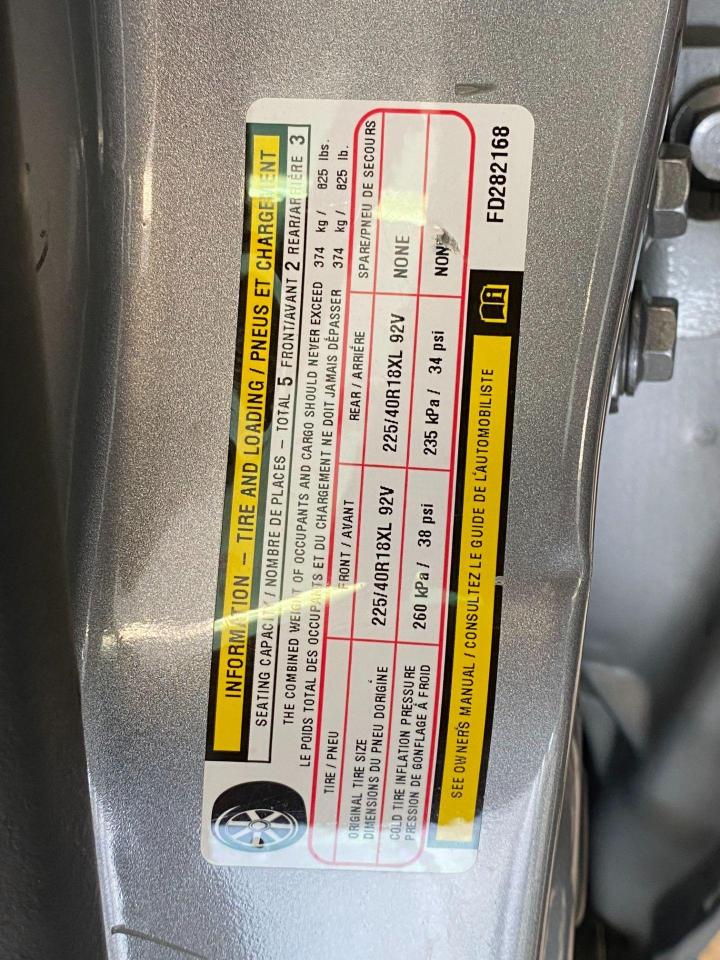 INFORMATION – TIRE AND LOADING / PNEUS ET CHARGEMENT
SEATING CAPACITY / NOMBRE DE PLACES – TOTAL 5 FRONT/AVANT 2 REAR/ARRIÈRE 3
THE COMBINED WEIGHT OF OCCUPANTS AND CARGO SHOULD NEVER EXCEED 374 kg / 825 lbs.
LE POIDS TOTAL DES OCCUPANTS ET DU CHARGEMENT NE DOIT JAMAIS DÉPASSER 374 kg / 825 lb.
TIRE / PNEU FRONT / AVANT REAR / ARRIÉRE SPARE/PNEU DE SECOURS
ORIGINAL TIRE SIZE
DIMENSIONS DU PNEU DORIGINE 225/40R18XL 92V 225/40R18XL 92V NONE
COLD TIRE INFLATION PRESSURE
PRESSION DE GONFLAGE À FROID 260 kPa / 38 psi 235 kPa / 34 psi NONE
SEE OWNER'S MANUAL / CONSULTEZ LE GUIDE DE L'AUTOMOBILISTE
FD282168